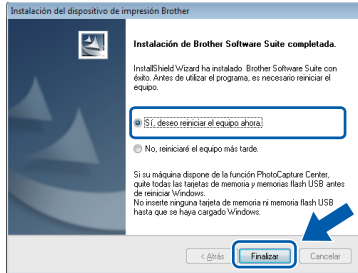 Instalación del dispositivo de impresión Brother
Instalación de Brother Software Suite completada.
InstallShield Wizard ha instalado Brother Software Suite con
éxito. Antes de utilizar el programa, es necesario reiniciar el
equipo.
Sí, deseo reiniciar el equipo ahora.
No, reiniciaré el equipo más tarde.
Si su máquina dispone de la función PhotoCapture Center,
quite todas las tarjetas de memoria y memorias flash USB antes
de reiniciar Windows.
No inserte ninguna tarjeta de memoria ni memoria flash USB
hasta que se haya cargado Windows.
< Atrás
Finalizar
Cancelar